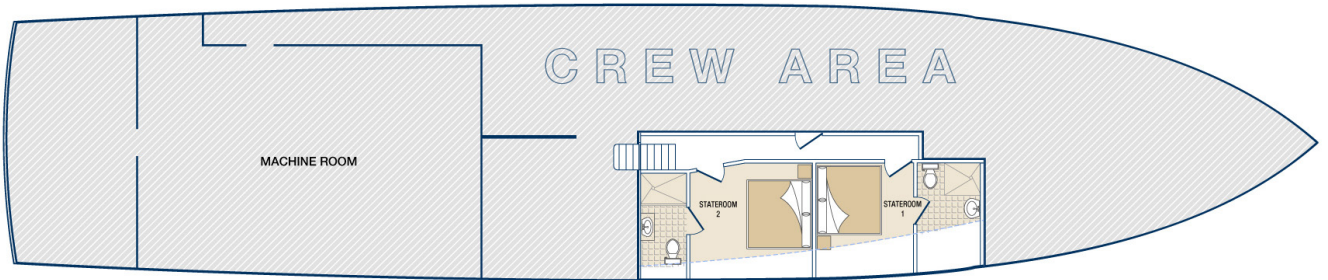 CREW AREA
MACHINE ROOM
STATEROOM
2
STATEROOM
1